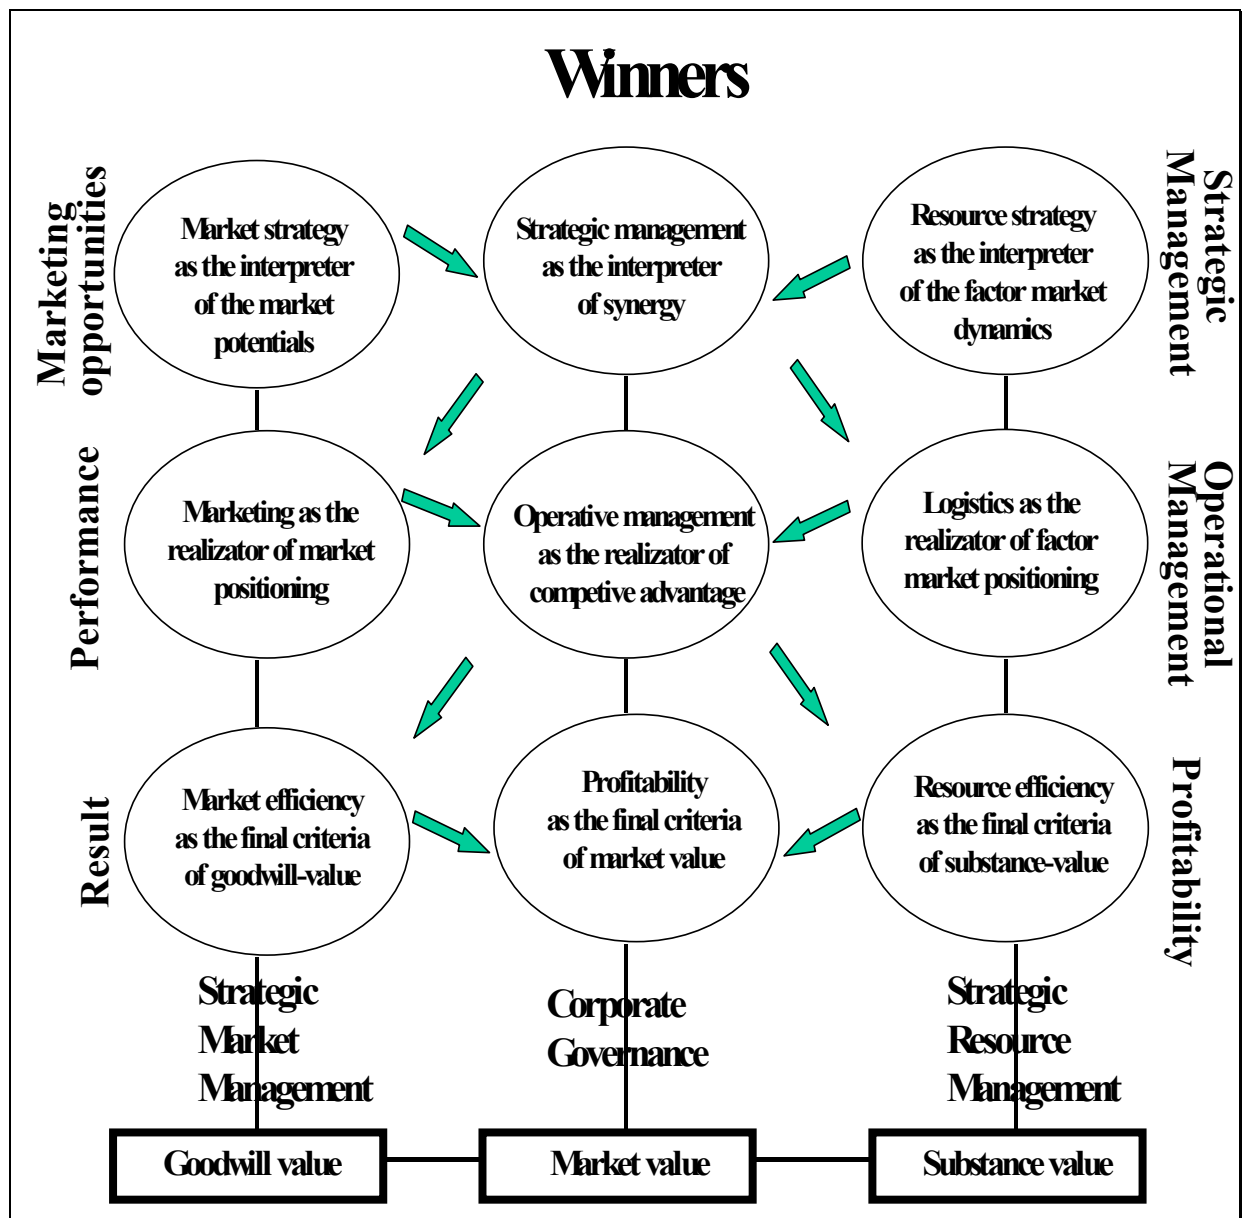 Winners
Marketing
opportunities
Market strategy
as the interpreter
of the market
potentials
Strategic management
as the interpreter
of synergy
Resource strategy
as the interpreter
of the factor market
dynamics
Strategic
Management
Performance
Marketing as the
realizator of market
positioning
Operative management
as the realizator of
competive advantage
Logistics as the
realizator of factor
market positioning
Operational
Management
Result
Market efficiency
as the final criteria
of goodwill-value
Profitability
as the final criteria
of market value
Resource efficiency
as the final criteria
of substance-value
Profitability
Strategic
Market
Management
Corporate
Governance
Strategic
Resource
Management
Goodwill value
Market value
Substance value